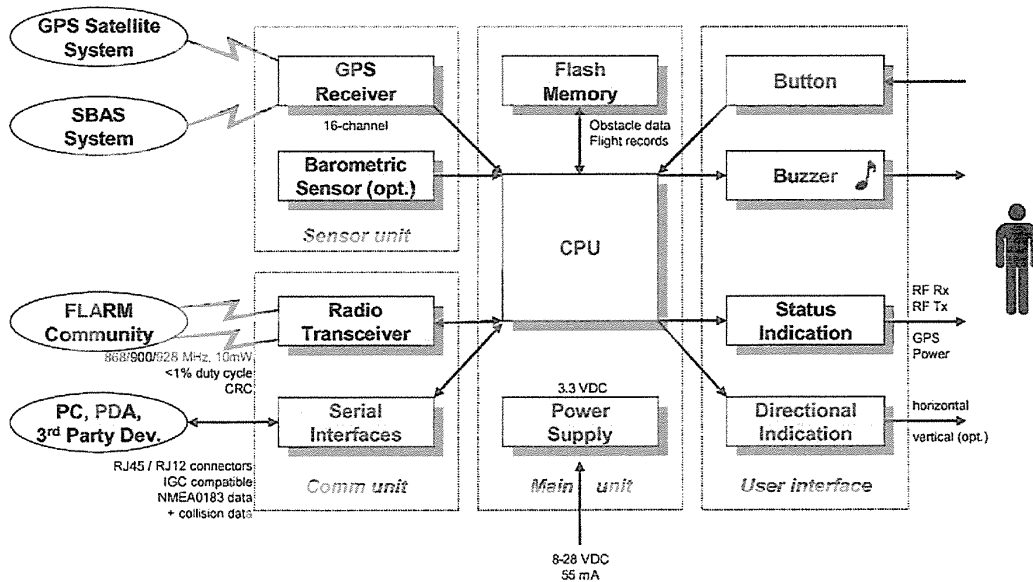 GPS Satellite
System
SBAS
System
GPS
Receiver
16-channel
Barometric
Sensor (opt.)
Sensor unit
Flash
Memory
Obstacle data
Flight records
CPU
Button
Buzzer
FLARM
Community
868/900/928 MHz, 10mW
<1% duty cycle
CRC
Radio
Transceiver
Status
Indication
RF Rx
RF Tx
GPS
Power
PC, PDA,
3rd Party Dev.
RJ45 / RJ12 connectors
IGC compatible
NMEA0183 data
+ collision data
Serial
Interfaces
Comm unit
3.3 VDC
Power
Supply
Main unit
8-28 VDC
55 mA
Directional
Indication
horizontal
vertical (opt.)
User interface